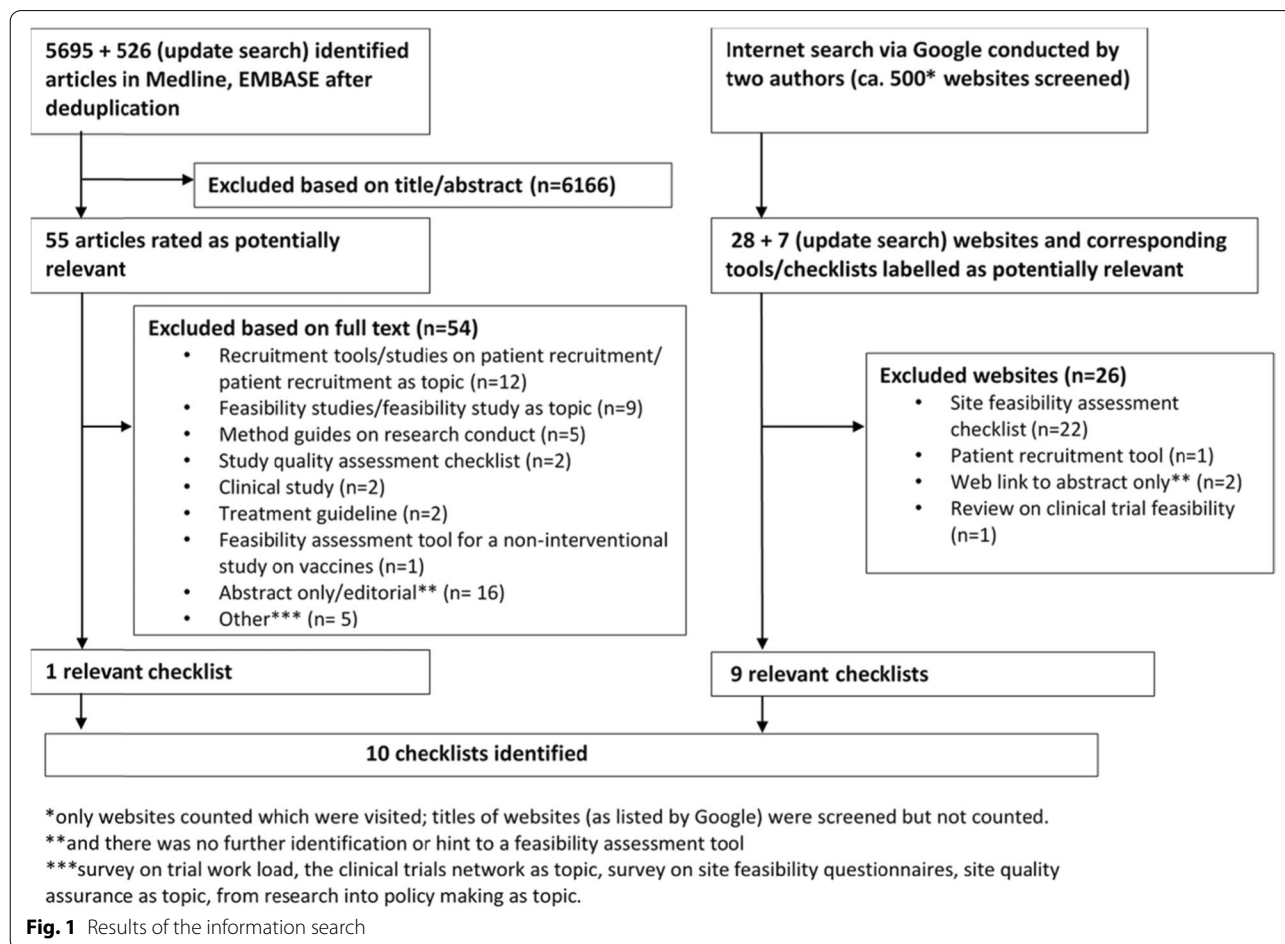 5695 + 526 (update search) identified
articles in Medline, EMBASE after
deduplication
Internet search via Google conducted by
two authors (ca. 500* websites screened)
Excluded based on title/abstract (n=6166)
55 articles rated as potentially
relevant
28 + 7 (update search) websites and corresponding
tools/checklists labelled as potentially relevant
Excluded based on full text (n=54)
• Recruitment tools/studies on patient recruitment/
patient recruitment as topic (n=12)
• Feasibility studies/feasibility study as topic (n=9)
• Method guides on research conduct (n=5)
• Study quality assessment checklist (n=2)
• Clinical study (n=2)
• Treatment guideline (n=2)
• Feasibility assessment tool for a non-interventional
study on vaccines (n=1)
• Abstract only/editorial** (n= 16)
• Other*** (n= 5)
Excluded websites (n=26)
• Site feasibility assessment
checklist (n=22)
• Patient recruitment tool (n=1)
• Web link to abstract only** (n=2)
• Review on clinical trial feasibility
(n=1)
1 relevant checklist
9 relevant checklists
10 checklists identified
*only websites counted which were visited; titles of websites (as listed by Google) were screened but not counted.
**and there was no further identification or hint to a feasibility assessment tool
***survey on trial work load, the clinical trials network as topic, survey on site feasibility questionnaires, site quality
assurance as topic, from research into policy making as topic.
Fig. 1 Results of the information search